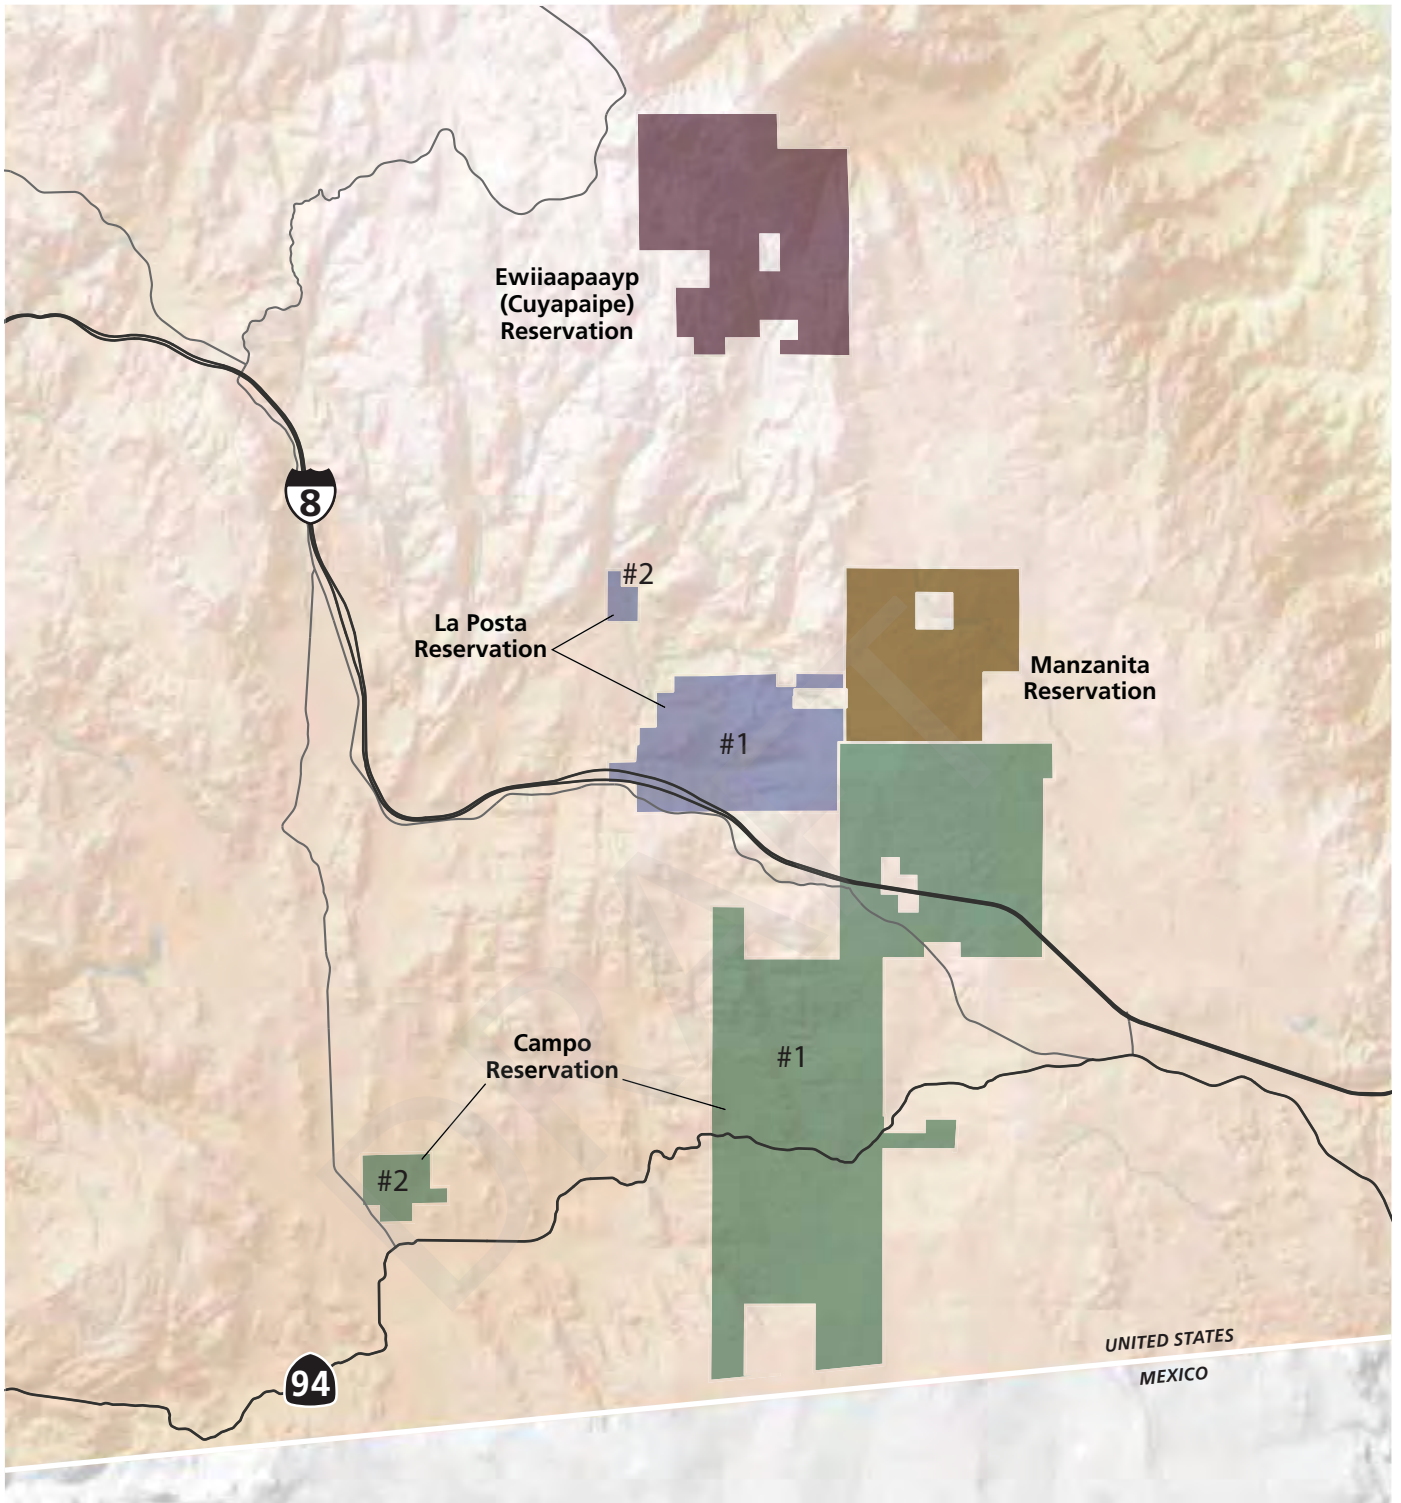 Ewiiaapaayp
(Cuyapaipe)
Reservation
8
#2
La Posta
Reservation
Manzanita
Reservation
#1
Campo
Reservation
#1
#2
UNITED STATES
MEXICO
94
DRAFT